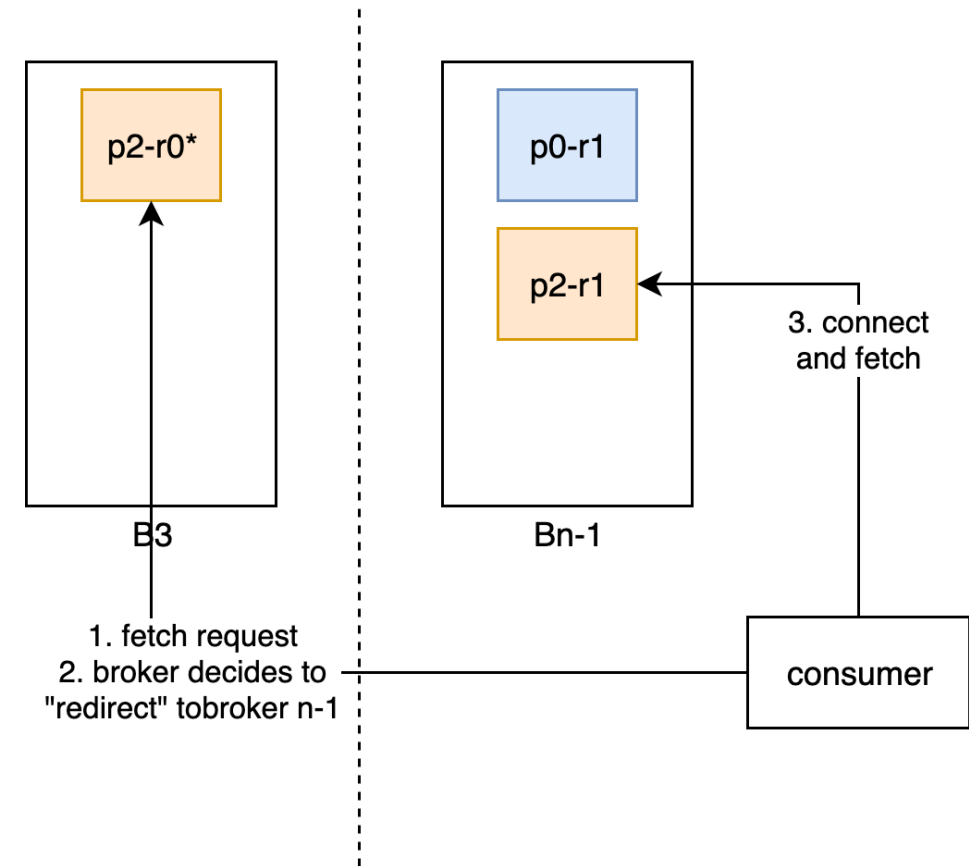 p2-r0*
p0-r1
p2-r1
3. connect
and fetch
B3
Bn-1
1. fetch request
2. broker decides to
"redirect" tobroker n-1
consumer